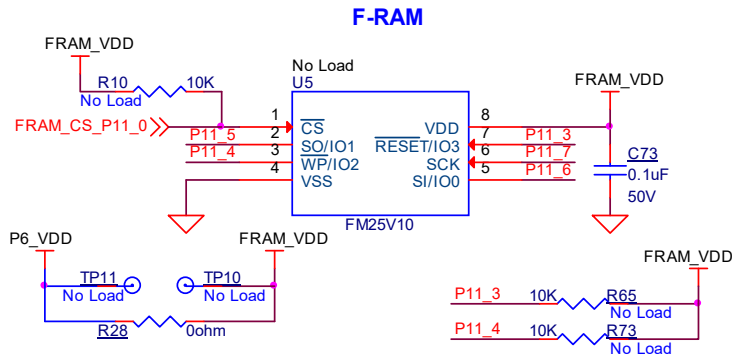 F-RAM
FRAM_VDD
R10 10K
No Load
FRAM_CS_P11_0
P11_5
P11_4
No Load
U5
1 CS
2 SO/IO1
3 WP/IO2
4 VSS
8 VDD
7 RESET/IO3
6 SCK
5 SI/IO0
FM25V10
P11_3
P11_7
P11_6
FRAM_VDD
C73
0.1uF
50V
P6_VDD
FRAM_VDD
TP11
No Load
TP10
No Load
R28 0ohm
FRAM_VDD
P11_3 10K R65
No Load
P11_4 10K R73
No Load